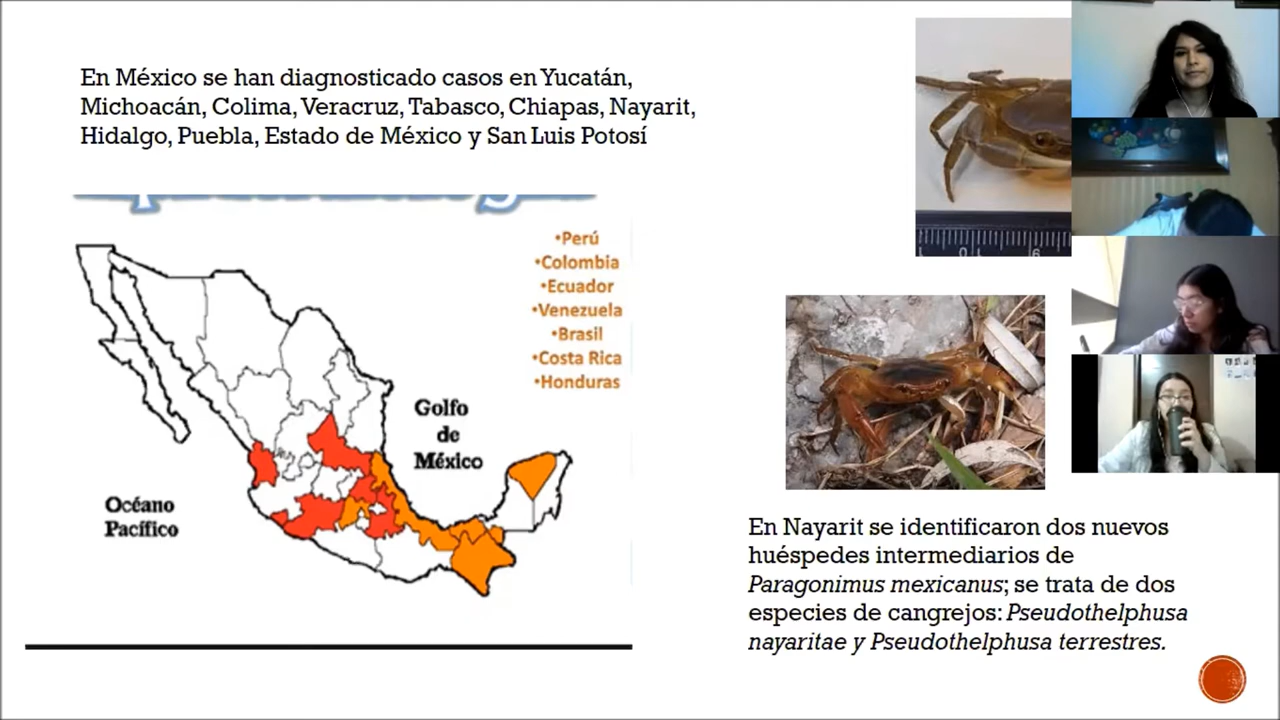 En México se han diagnosticado casos en Yucatán,
Michoacán, Colima, Veracruz, Tabasco, Chiapas, Nayarit,
Hidalgo, Puebla, Estado de México y San Luis Potosí
•Perú
•Colombia
•Ecuador
•Venezuela
•Brasil
•Costa Rica
•Honduras
Golfo
de
México
Océano
Pacífico
En Nayarit se identificaron dos nuevos
huéspedes intermediarios de
Paragonimus mexicanus; se trata de dos
especies de cangrejos: Pseudothelphusa
nayaritae y Pseudothelphusa terrestres.